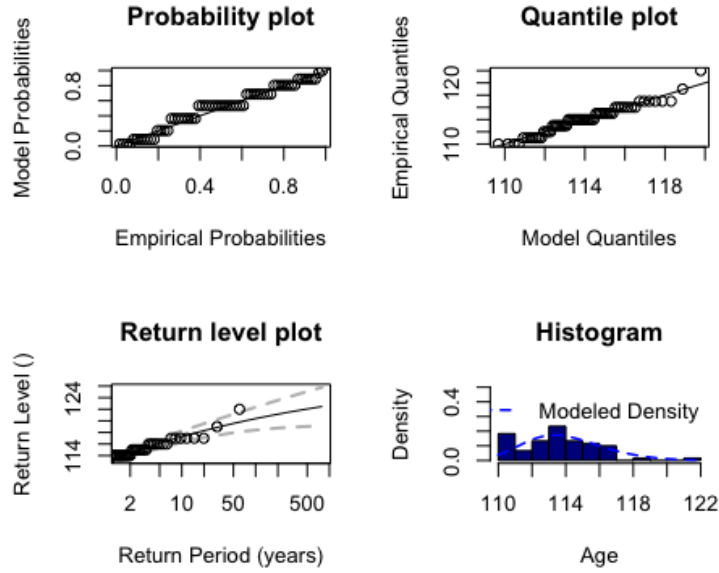 Probability plot
Model Probabilities
0.0 0.8
0.0 0.4 0.8
Empirical Probabilities
Quantile plot
Empirical Quantiles
110 120
110 114 118
Model Quantiles
Return level plot
Return Level ()
114 124
2 10 50 500
Return Period (years)
Histogram
Density
0.0 0.4
Modeled Density
110 114 118 122
Age